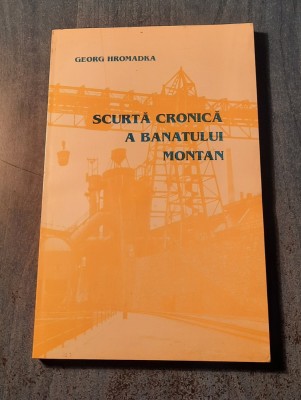 GEORG HROMADKA
SCURTĂ CRONICĂ
A BANATULUI
MONTAN